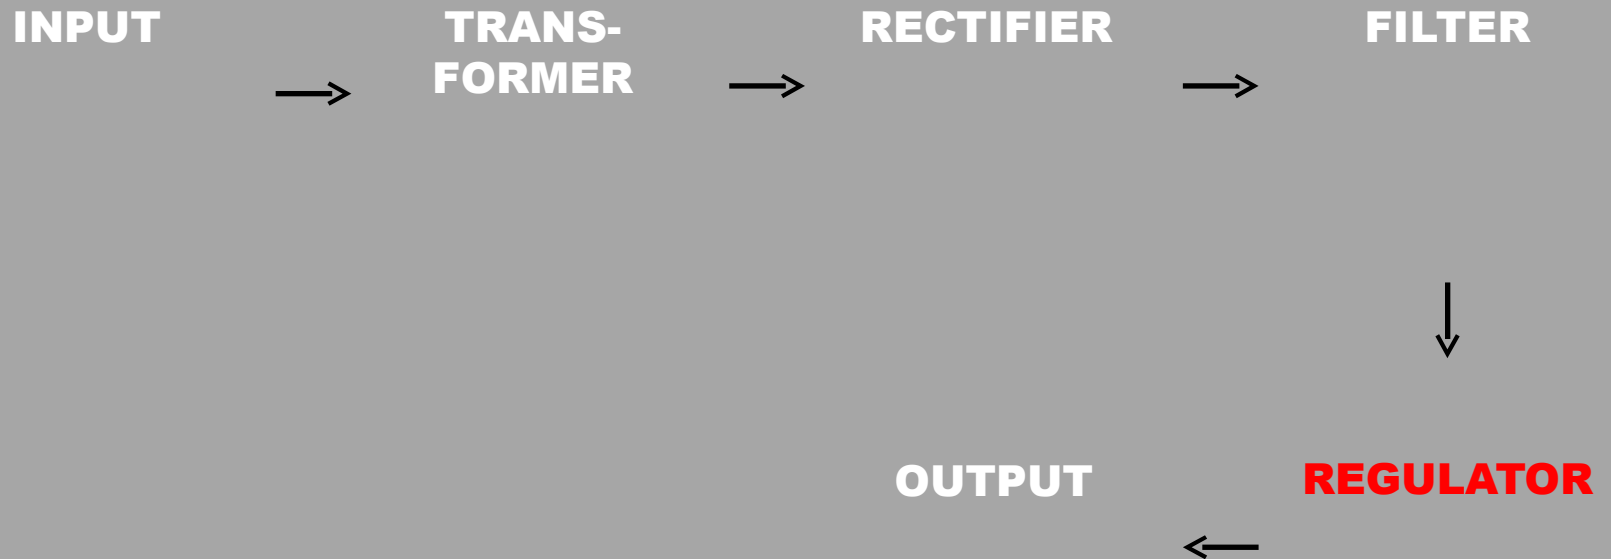 INPUT
TRANS-
FORMER
RECTIFIER
FILTER
REGULATOR
OUTPUT